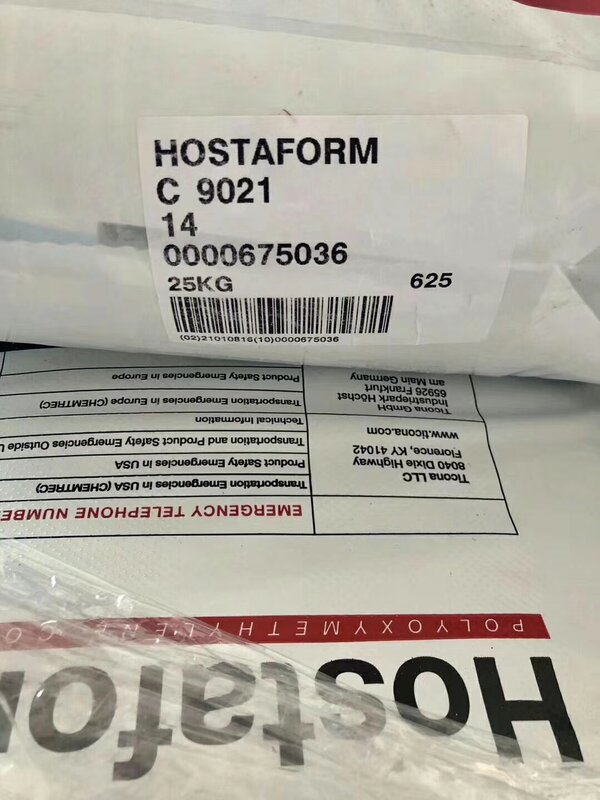 HOSTAFORM
C 9021
14
0000675036
25KG 625
(02)21010816(10)0000675036
Hostafor
POLYOXYMETHYLENE CO
EMERGENCY TELEPHONE NUMBE
Ticona LLC
8040 Dixie Highway
Florence, KY 41042
www.ticona.com
Transportation Emergencies in USA (CHEMTREC)
Product Safety Emergencies in USA
Transportation and Product Safety Emergencies Outside U
Technical Information
Ticona GmbH
Industriepark Höchst
65926 Frankfurt
am Main Germany
Transportation Emergencies in Europe (CHEMTREC)
Product Safety Emergencies in Europe